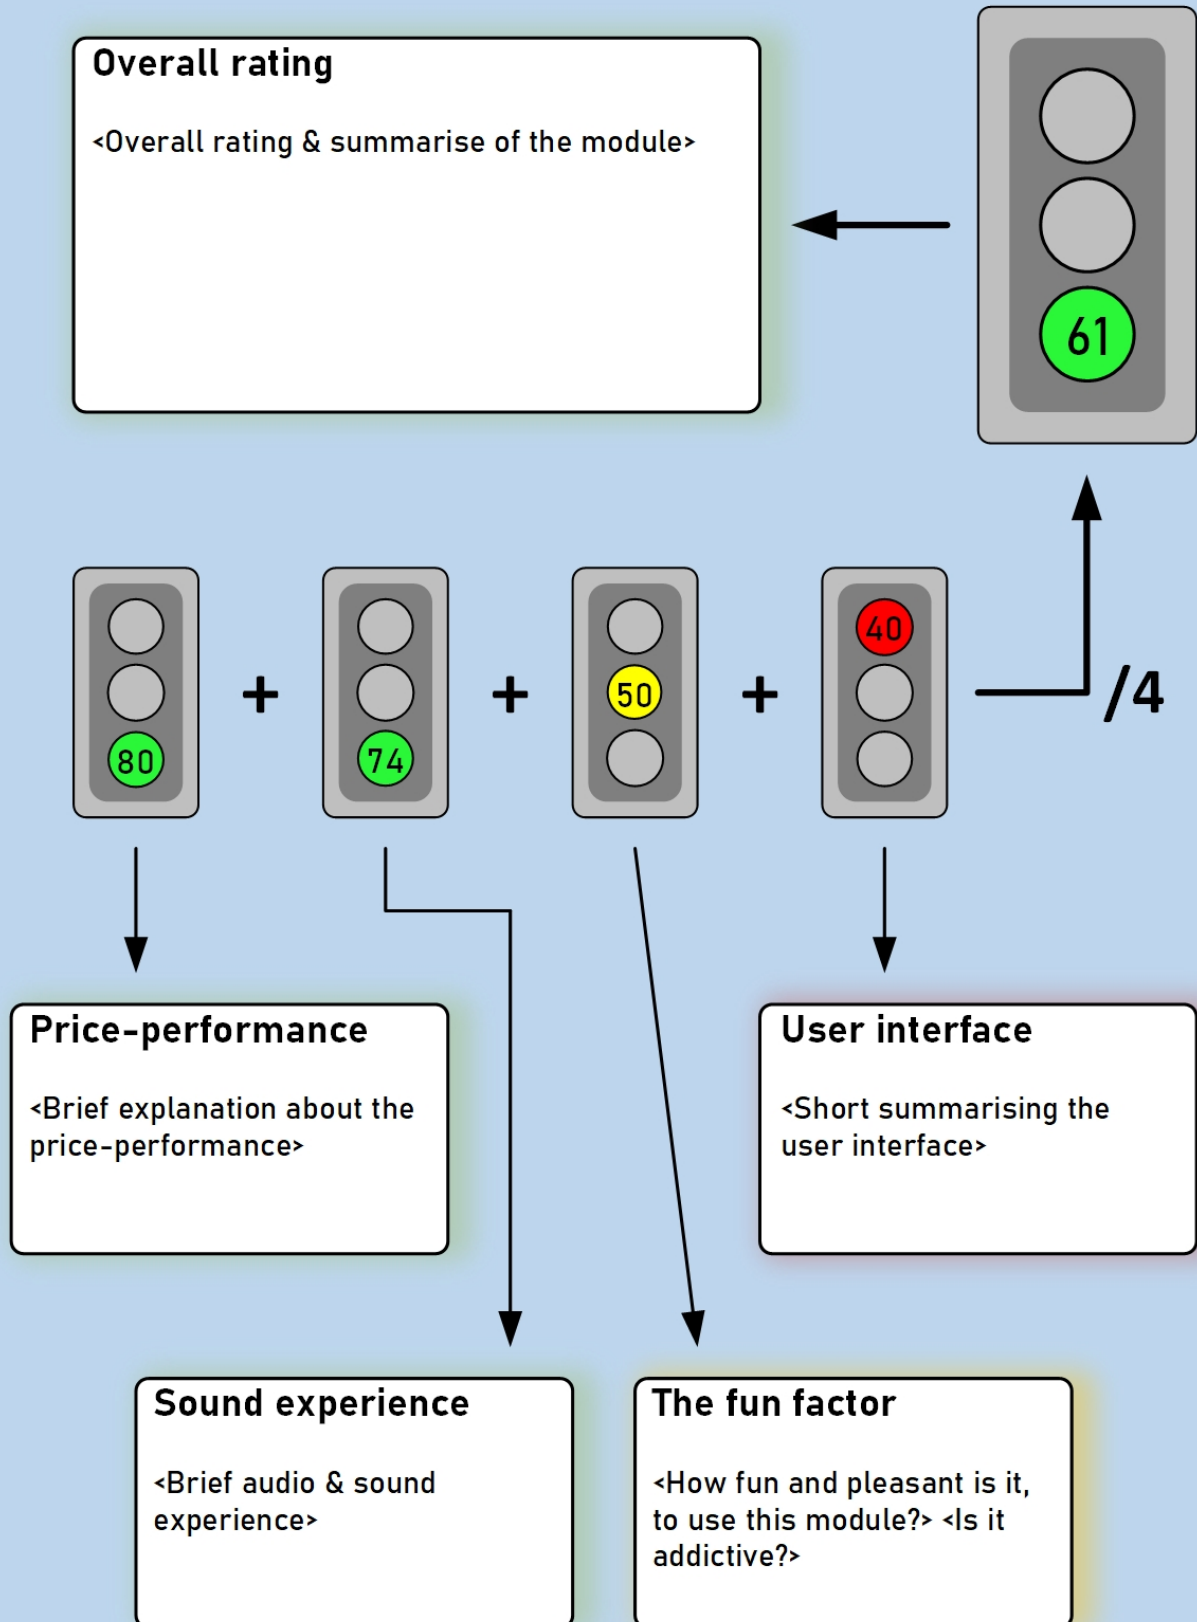 Overall rating
<Overall rating & summarise of the module>
61
80
+
74
+
50
+
40
/4
Price-performance
<Brief explanation about the
price-performance>
User interface
<Short summarising the
user interface>
Sound experience
<Brief audio & sound
experience>
The fun factor
<How fun and pleasant is it,
to use this module?> <Is it
addictive?>